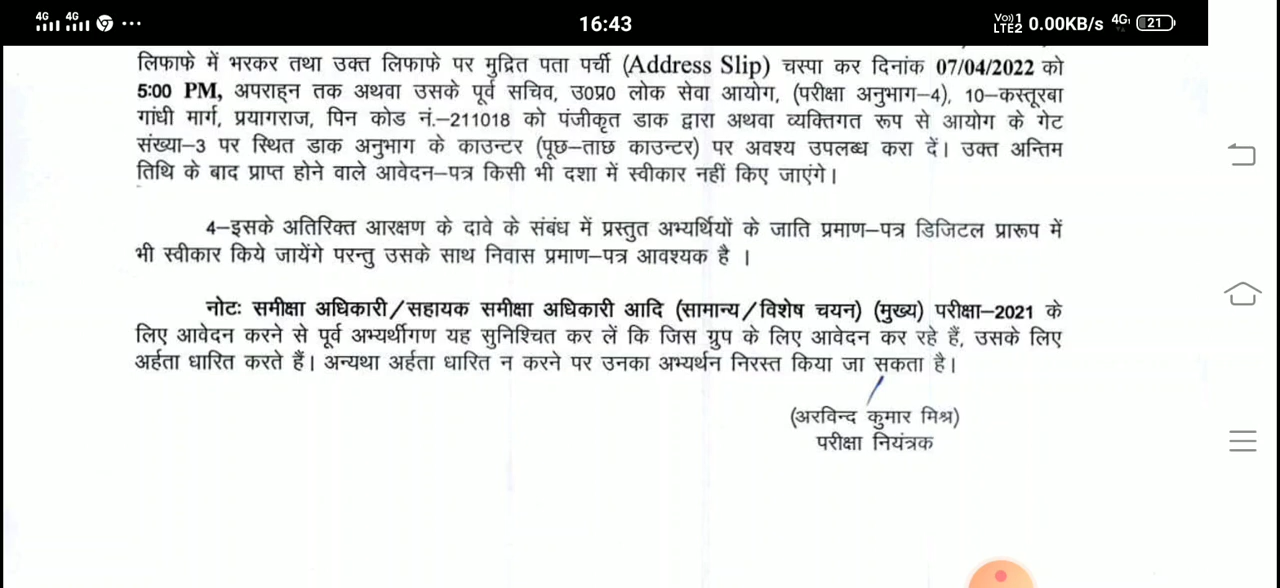 4G 4G ... 16:43 Vo)) 1 LTE2 0.00KB/s 4G 21
लिफाफे में भरकर तथा उक्त लिफाफे पर मुद्रित पता पर्ची (Address Slip) चस्पा कर दिनांक 07/04/2022 को
5:00 PM, अपराह्न तक अथवा उसके पूर्व सचिव, उ0प्र0 लोक सेवा आयोग, (परीक्षा अनुभाग–4), 10–कस्तूरबा
गांधी मार्ग, प्रयागराज, पिन कोड नं.–211018 को पंजीकृत डाक द्वारा अथवा व्यक्तिगत रूप से आयोग के गेट
संख्या–3 पर स्थित डाक अनुभाग के काउन्टर (पूछ–ताछ काउन्टर) पर अवश्य उपलब्ध करा दें। उक्त अन्तिम
तिथि के बाद प्राप्त होने वाले आवेदन–पत्र किसी भी दशा में स्वीकार नहीं किए जाएंगे।
4–इसके अतिरिक्त आरक्षण के दावे के संबंध में प्रस्तुत अभ्यर्थियों के जाति प्रमाण–पत्र डिजिटल प्रारूप में
भी स्वीकार किये जायेंगे परन्तु उसके साथ निवास प्रमाण–पत्र आवश्यक है ।
नोटः समीक्षा अधिकारी/सहायक समीक्षा अधिकारी आदि (सामान्य/विशेष चयन) (मुख्य) परीक्षा–2021 के
लिए आवेदन करने से पूर्व अभ्यर्थीगण यह सुनिश्चित कर लें कि जिस ग्रुप के लिए आवेदन कर रहे हैं, उसके लिए
अर्हता धारित करते हैं। अन्यथा अर्हता धारित न करने पर उनका अभ्यर्थन निरस्त किया जा सकता है।
(अरविन्द कुमार मिश्र)
परीक्षा नियंत्रक